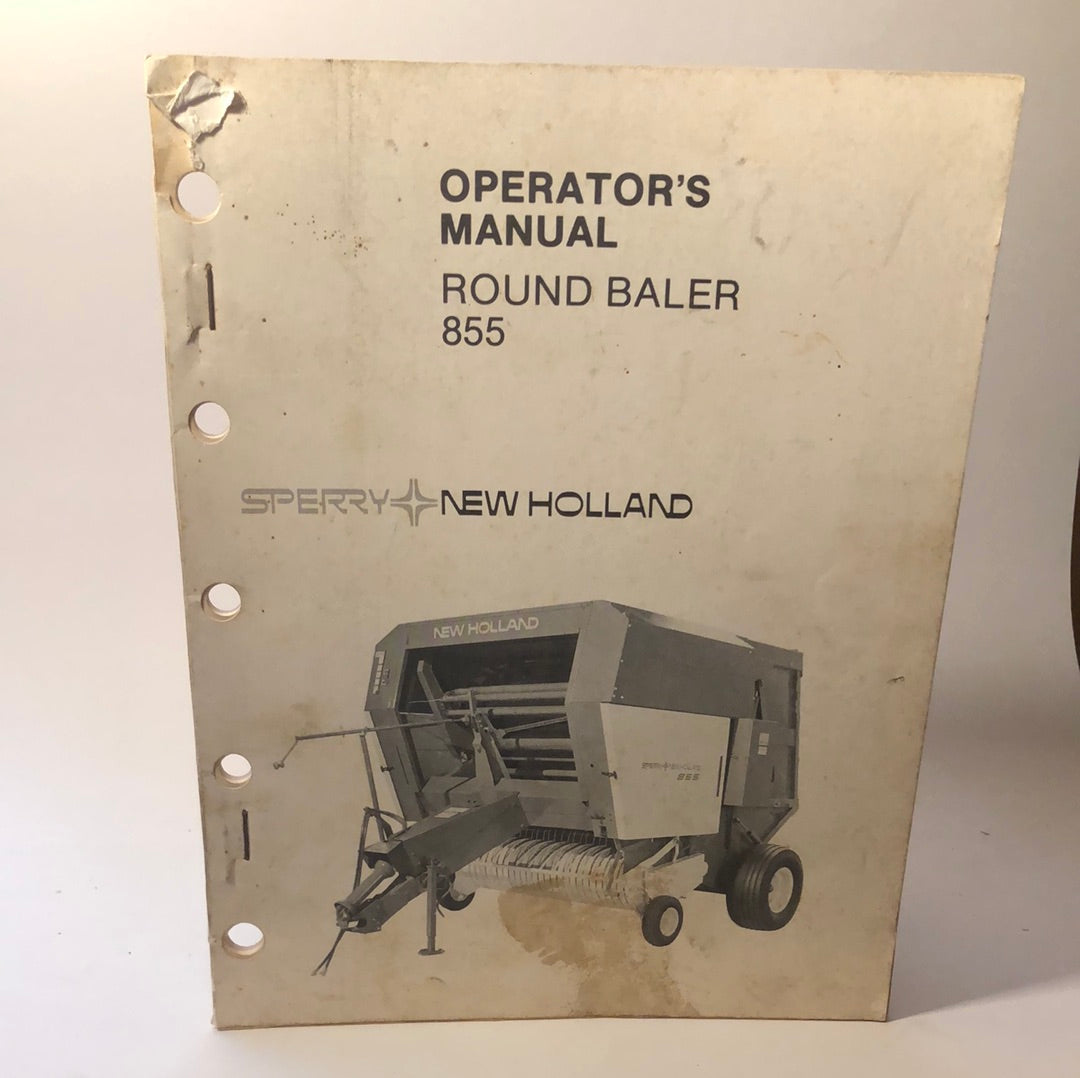 OPERATOR'S
MANUAL
ROUND BALER
855
SPERRY NEW HOLLAND
NEW HOLLAND
855